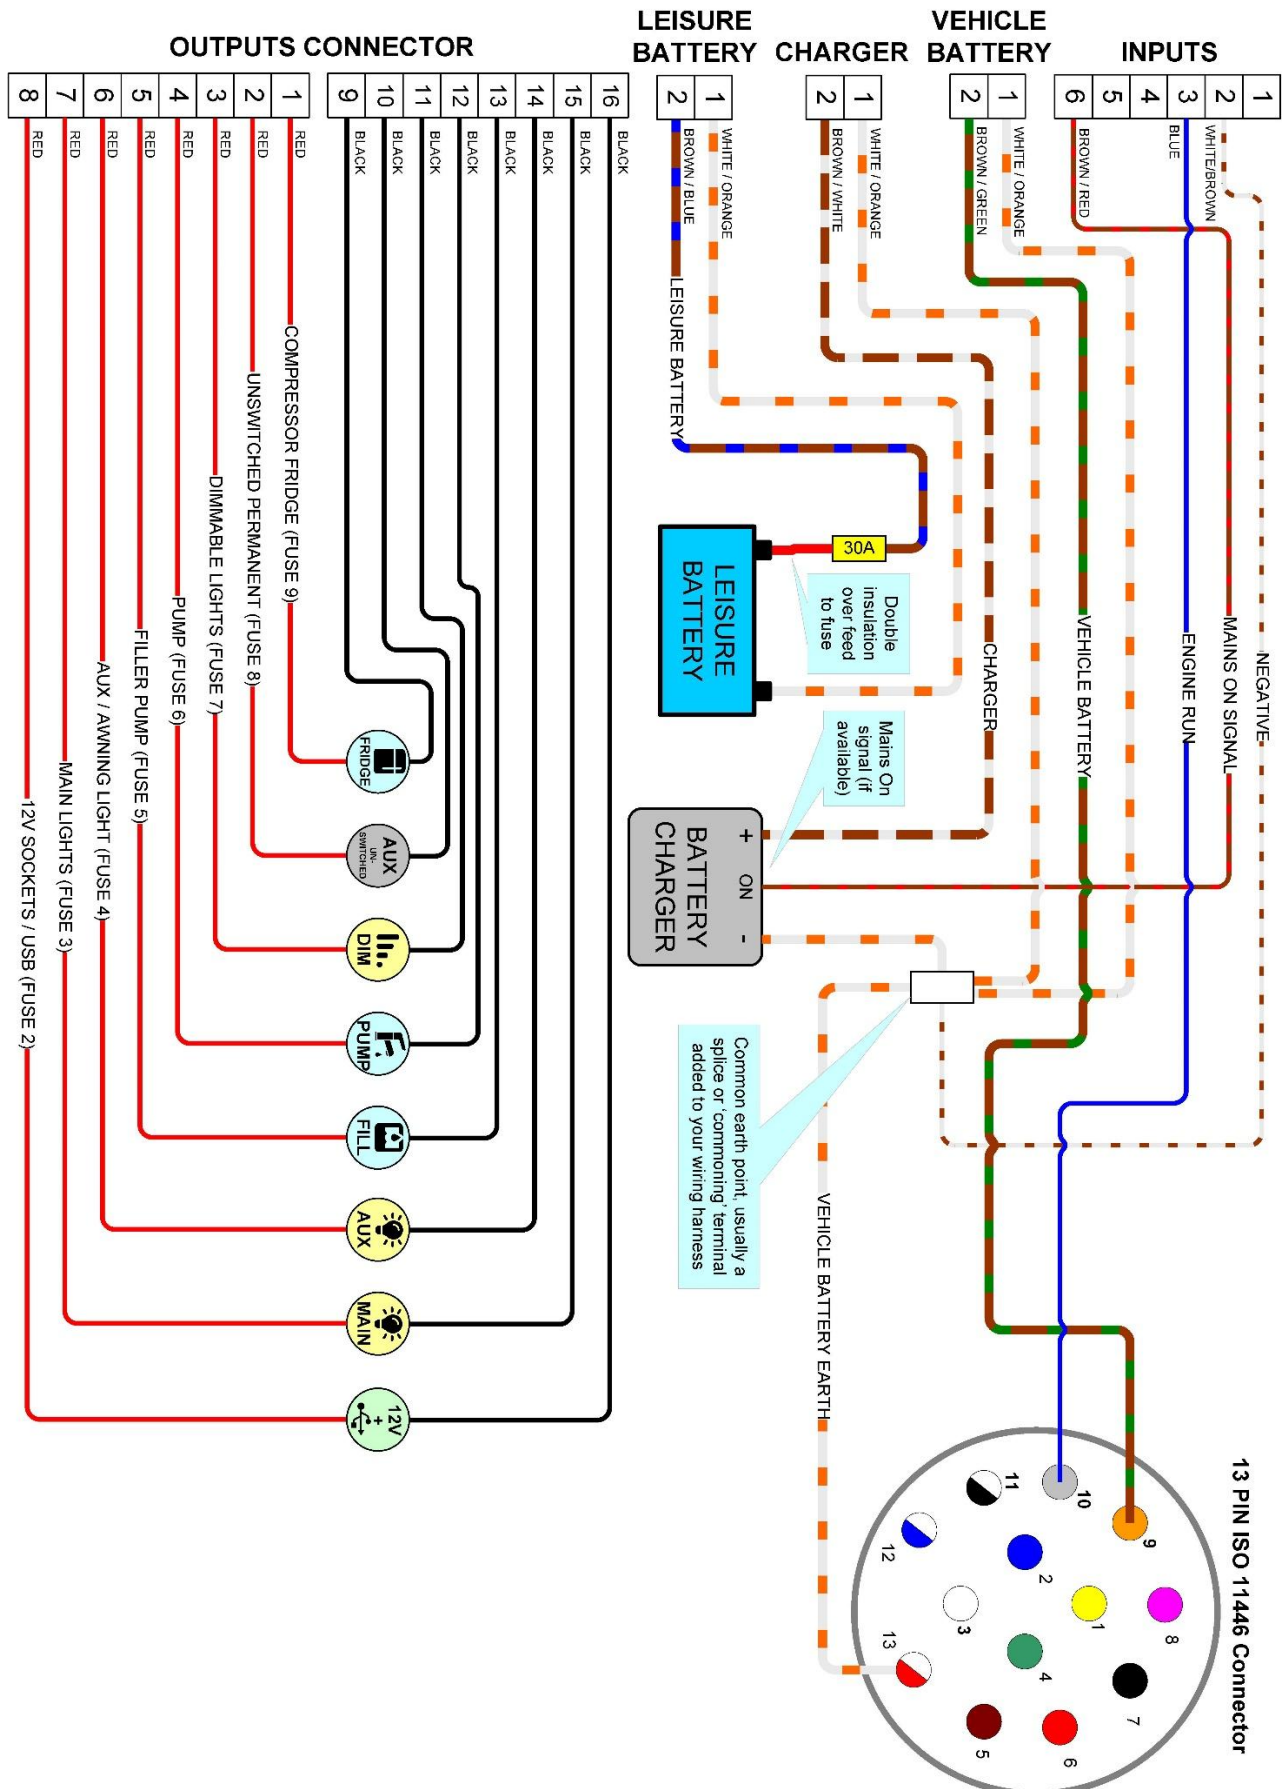 OUTPUTS CONNECTOR
LEISURE
BATTERY
CHARGER
VEHICLE
BATTERY
INPUTS
8
7
6
5
4
3
2
1
9
10
11
12
13
14
15
16
2
1
2
1
2
1
6
5
4
3
2
1
RED
RED
RED
RED
RED
RED
RED
RED
BLACK
BLACK
BLACK
BLACK
BLACK
BLACK
BLACK
BLACK
BROWN / BLUE
WHITE / ORANGE
BROWN / WHITE
WHITE / ORANGE
BROWN / GREEN
WHITE / ORANGE
BROWN / RED
BLUE
WHITE/BROWN
COMPRESSOR FRIDGE (FUSE 9)
UNSWITCHED PERMANENT (FUSE 8)
DIMMABLE LIGHTS (FUSE 7)
PUMP (FUSE 6)
FILLER PUMP (FUSE 5)
AUX / AWNING LIGHT (FUSE 4)
MAIN LIGHTS (FUSE 3)
12V SOCKETS / USB (FUSE 2)
FRIDGE
AUX
UN-
SWITCHED
DIM
PUMP
FILL
AUX
MAIN
12V
+
LEISURE BATTERY
30A
LEISURE
BATTERY
Double
insulation
over feed
to fuse
CHARGER
VEHICLE BATTERY
ENGINE RUN
MAINS ON SIGNAL
NEGATIVE
Mains On
signal (if
available)
+
ON
-
BATTERY
CHARGER
Common earth point, usually a
splice or ‘commoning’ terminal
added to your wiring harness
VEHICLE BATTERY EARTH
13 PIN ISO 11446 Connector
11
10
9
12
2
3
1
8
13
4
7
5
6